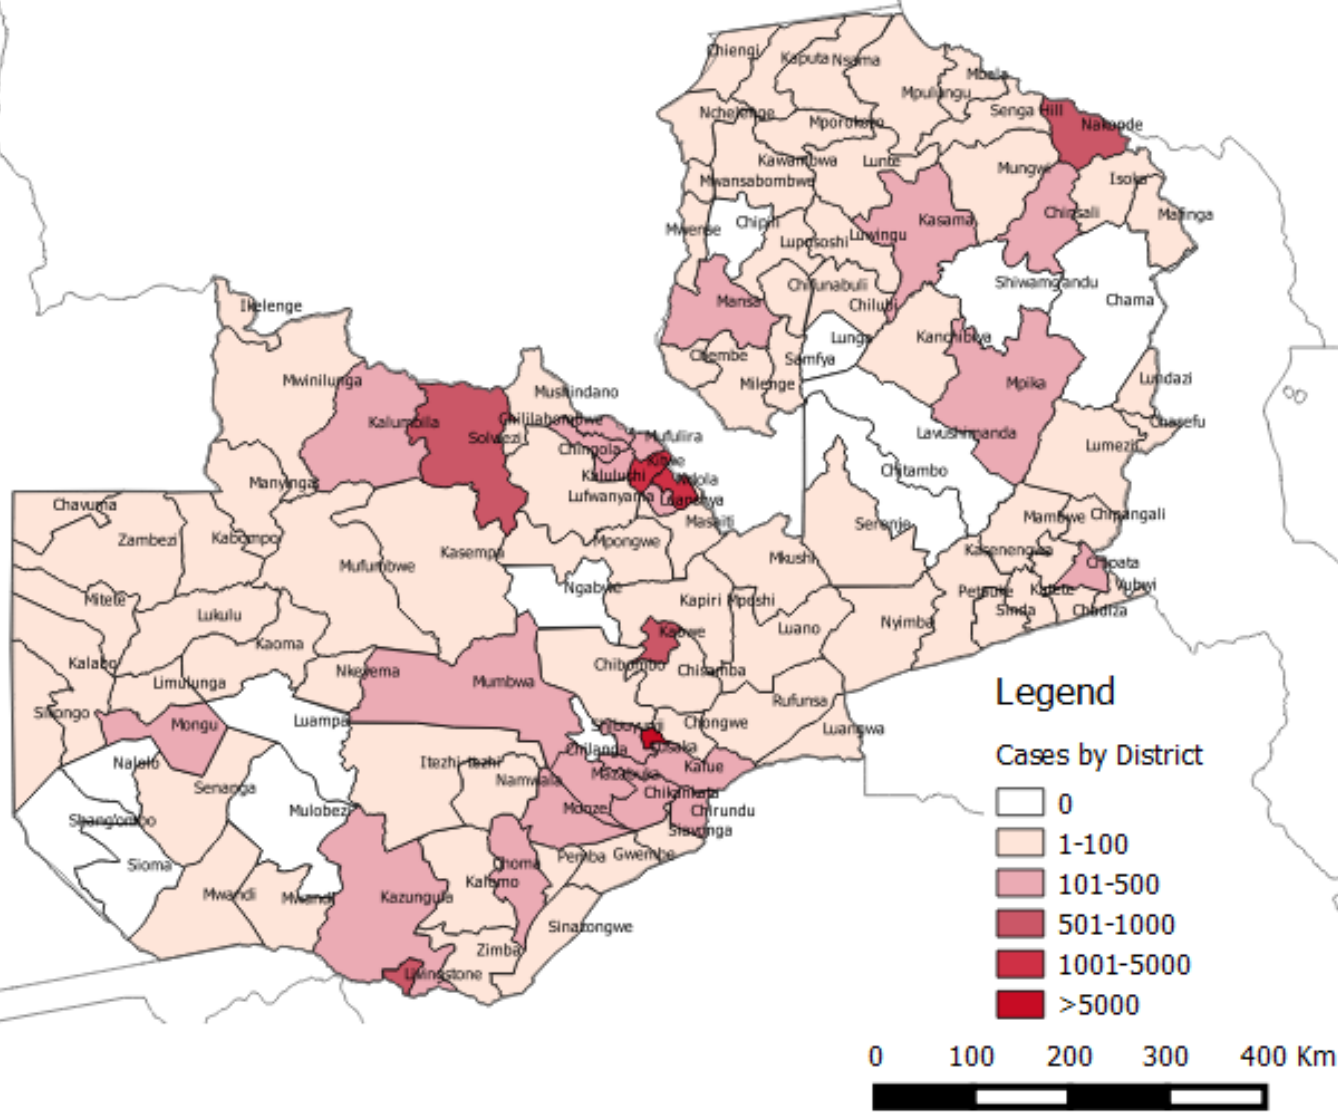 Chiengi
Kaputa
Nsama
Mbala
Mpulungu
Senga Hill
Nakonde
Nchelenge
Mporokoso
Kawambwa
Lunte
Mungwi
Isoka
Mwansabombwe
Mafinga
Chipili
Kasama
Chinsali
Mwense
Luwingu
Lupososhi
Chifunabuli
Shiwamg'andu
Chama
Mansa
Chilubi
Ikelenge
Lunga
Kanchibiya
Chembe
Samfya
Milenge
Mpika
Lundazi
Mwinilunga
Mushindano
Kalumbila
Chililabombwe
Chasefu
Solwezi
Mufulira
Lavushimanda
Lumezi
Chingola
Kitwe
Chitambo
Kalulushi
Ndola
Manyinga
Lufwanyama
Luanshya
Chavuma
Masaiti
Serenje
Mambwe
Chipangali
Zambezi
Kabompo
Kasempa
Mpongwe
Mkushi
Kasenengwa
Chipata
Mufumbwe
Ngabwe
Petauke
Katete
Vubwi
Mitete
Kapiri Mposhi
Sinda
Chadiza
Lukulu
Luano
Nyimba
Kaoma
Kabwe
Kalabo
Nkeyema
Chibombo
Chisamba
Limulunga
Mumbwa
Rufunsa
Sikongo
Mongu
Luampa
Shibuyunji
Chongwe
Luangwa
Chilanga
Lusaka
Nalolo
Itezhi-tezhi
Kafue
Senanga
Namwala
Mazabuka
Chikankata
Mulobezi
Monze
Chirundu
Shang'ombo
Siavonga
Sioma
Choma
Pemba
Gwembe
Kalomo
Mwandi
Mwandi
Kazungula
Sinazongwe
Zimba
Livingstone
Legend
Cases by District
0
1-100
101-500
501-1000
1001-5000
>5000
0 100 200 300 400 Km